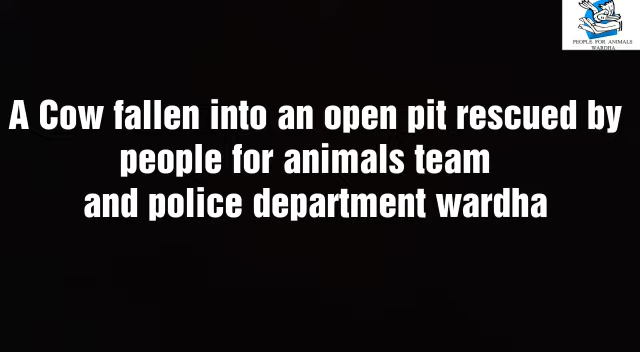 PEOPLE FOR ANIMALS
WARDHA
A Cow fallen into an open pit rescued by
people for animals team
and police department wardha